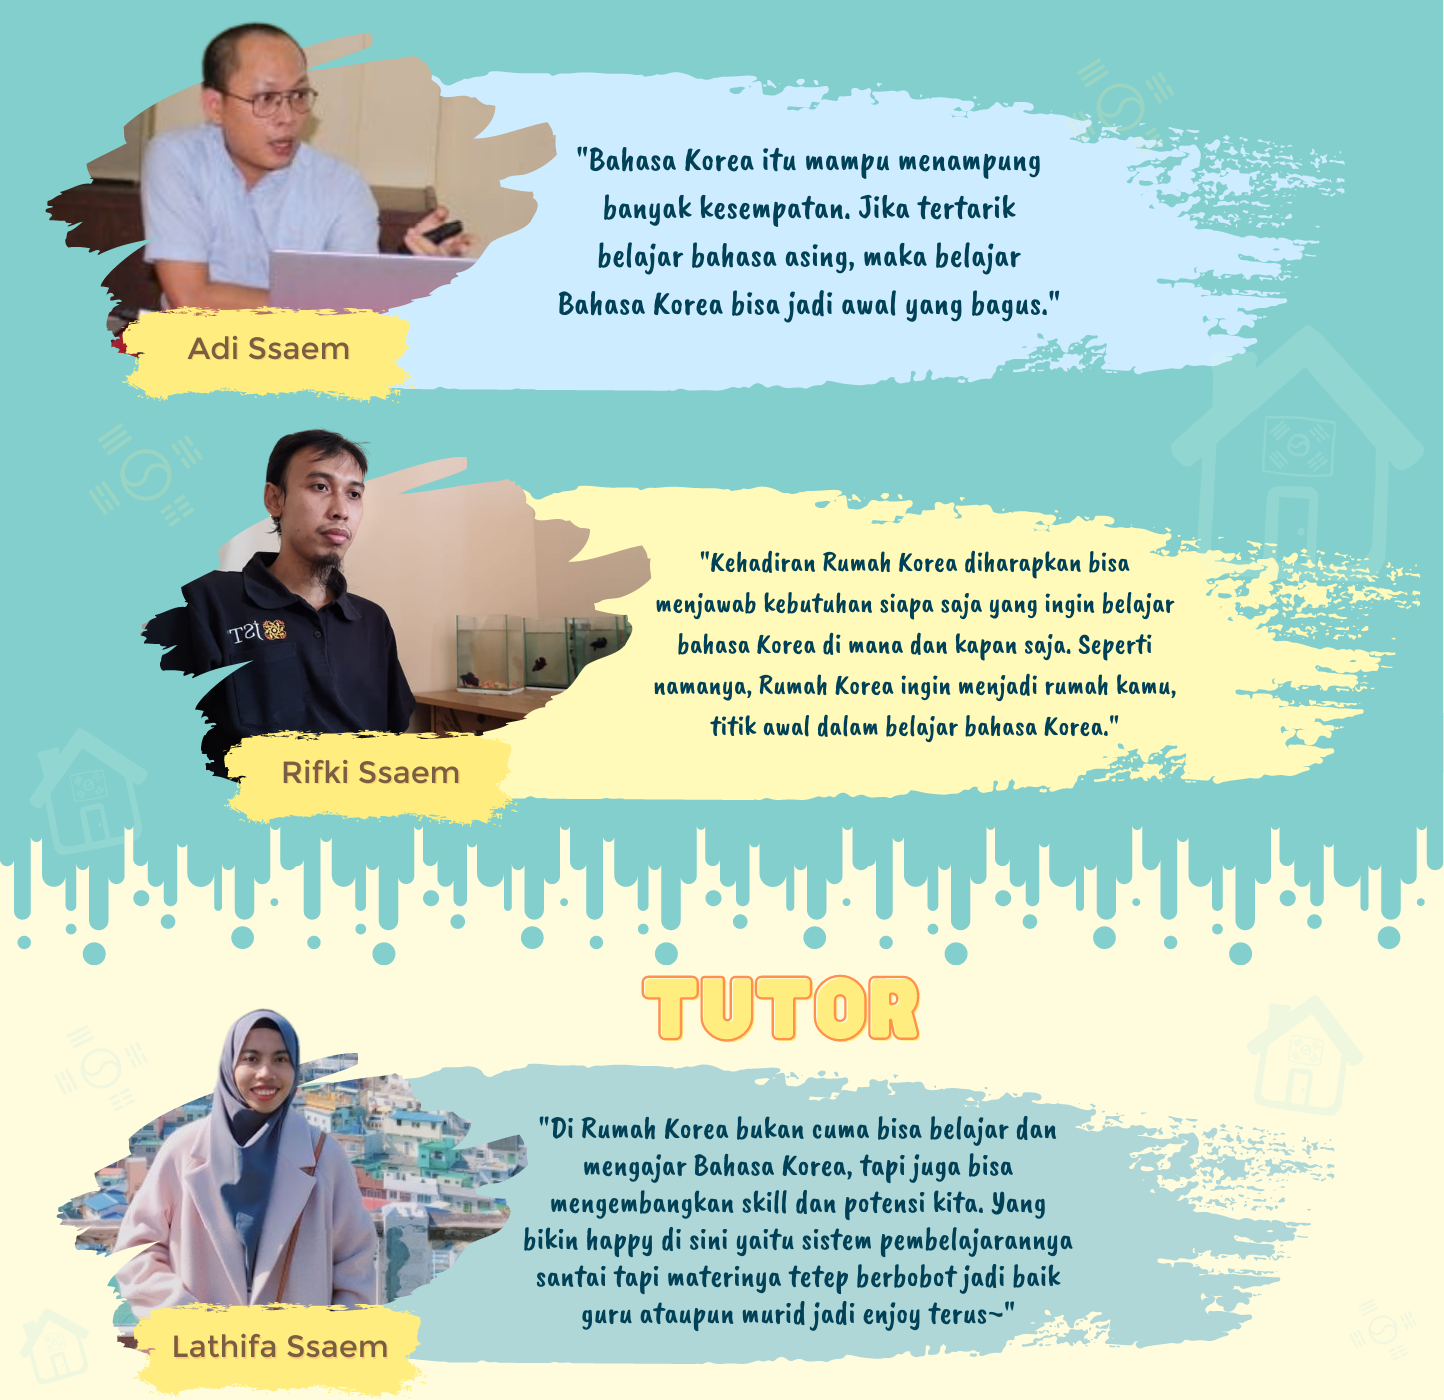 "Bahasa Korea itu mampu menampung
banyak kesempatan. Jika tertarik
belajar bahasa asing, maka belajar
Bahasa Korea bisa jadi awal yang bagus."
Adi Ssaem
"Kehadiran Rumah Korea diharapkan bisa
menjawab kebutuhan siapa saja yang ingin belajar
bahasa Korea di mana dan kapan saja. Seperti
namanya, Rumah Korea ingin menjadi rumah kamu,
titik awal dalam belajar bahasa Korea."
TSI
Rifki Ssaem
TUTOR
"Di Rumah Korea bukan cuma bisa belajar dan
mengajar Bahasa Korea, tapi juga bisa
mengembangkan skill dan potensi kita. Yang
bikin happy di sini yaitu sistem pembelajarannya
santai tapi materinya tetep berbobot jadi baik
guru ataupun murid jadi enjoy terus~"
Lathifa Ssaem